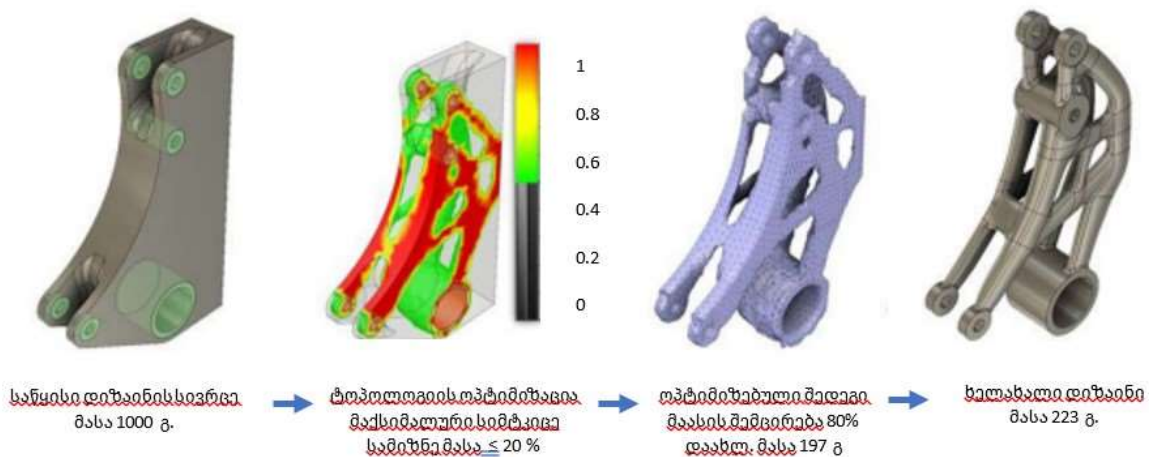 1
0.8
0.6
0.4
0.2
0
საწყისი დიზაინის სივრცე
მასა 1000 გ.
ტოპოლოგიის ოპტიმიზაცია
მაქსიმალური სიმტკიცე
სამიზნე მასა ≤ 20 %
ოპტიმიზებული შედეგი
მაასის შემცირება 80%
დაახლ. მასა 197 გ
ხელახალი დიზაინი
მასა 223 გ.